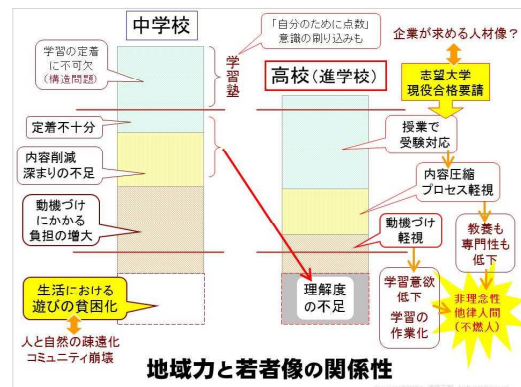 中学校
「自分のために点数」
意識の刷り込みも
企業が求める人材像？
学習の定着
に不可欠
(構造問題)
学習塾
高校(進学校)
志望大学
現役合格要請
定着不十分
授業で
受験対応
内容削減
深まりの不足
内容圧縮
プロセス軽視
動機づけ
にかかる
負担の増大
動機づけ
軽視
教養も
専門性も
低下
生活における
遊びの貧困化
理解度
の不足
学習意欲
低下
学習の
作業化
非理念性
他律人間
(不燃人)
人と自然の疎遠化
コミュニティ崩壊
地域力と若者像の関係性